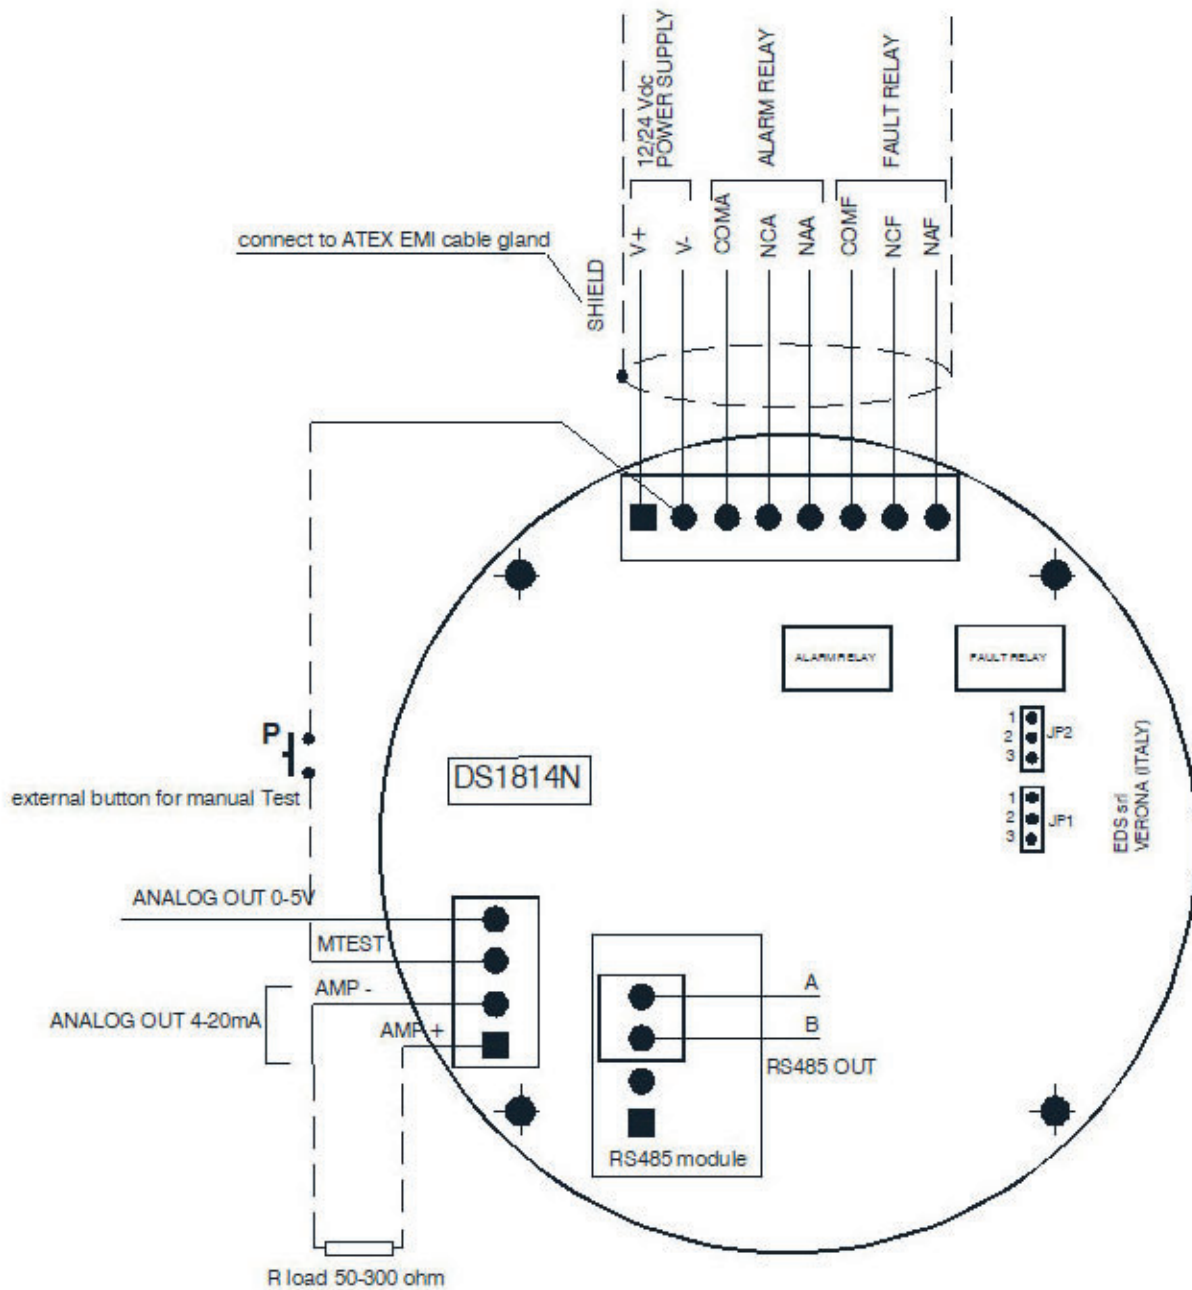 12/24 Vdc
POWER SUPPLY
ALARM RELAY
FAULT RELAY
V+
V-
COMA
NCA
NAA
COMF
NCF
NAF
connect to ATEX EMI cable gland
SHIELD
ALARM RELAY
FAULT RELAY
1
2
3
JP2
1
2
3
JP1
EDS srl
VERONA (ITALY)
P
external button for manual Test
DS1814N
ANALOG OUT 0-5V
MTEST
AMP -
ANALOG OUT 4-20mA
AMP +
A
B
RS485 OUT
RS485 module
R load 50-300 ohm